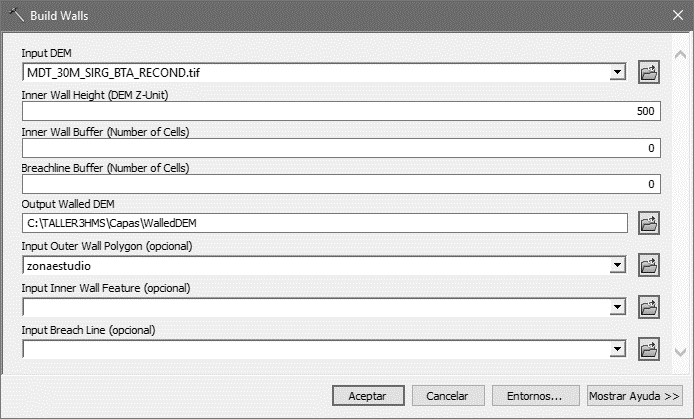 Build Walls
Input DEM
MDT_30M_SIRG_BTA_RECOND.tif
Inner Wall Height (DEM Z-Unit)
500
Inner Wall Buffer (Number of Cells)
0
Breachline Buffer (Number of Cells)
0
Output Walled DEM
C:\TALLER3HMS\Capas\WalledDEM
Input Outer Wall Polygon (opcional)
zonaestudio
Input Inner Wall Feature (opcional)
Input Breach Line (opcional)
Aceptar Cancelar Entornos... Mostrar Ayuda >>